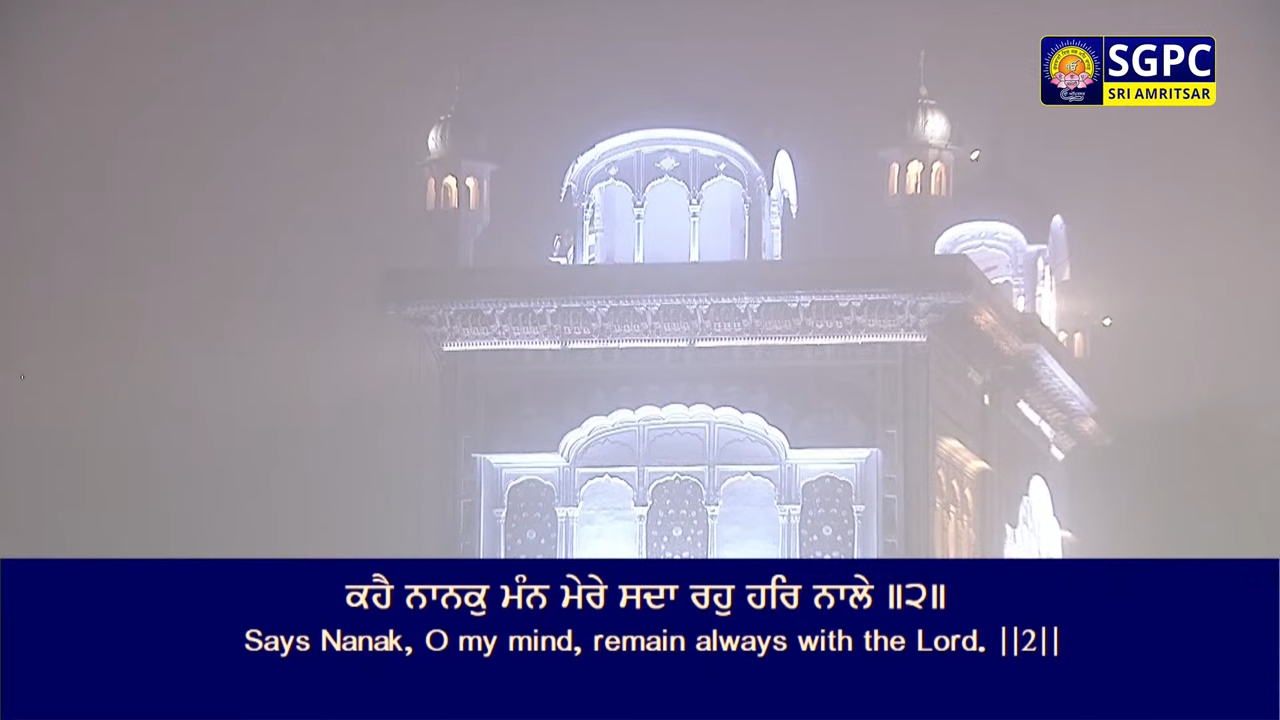 SGPC
SRI AMRITSAR
ਕਹੈ ਨਾਨਕੁ ਮੰਨ ਮੇਰੇ ਸਦਾ ਰਹੁ ਹਰਿ ਨਾਲੇ ॥੨॥
Says Nanak, O my mind, remain always with the Lord. ||2||